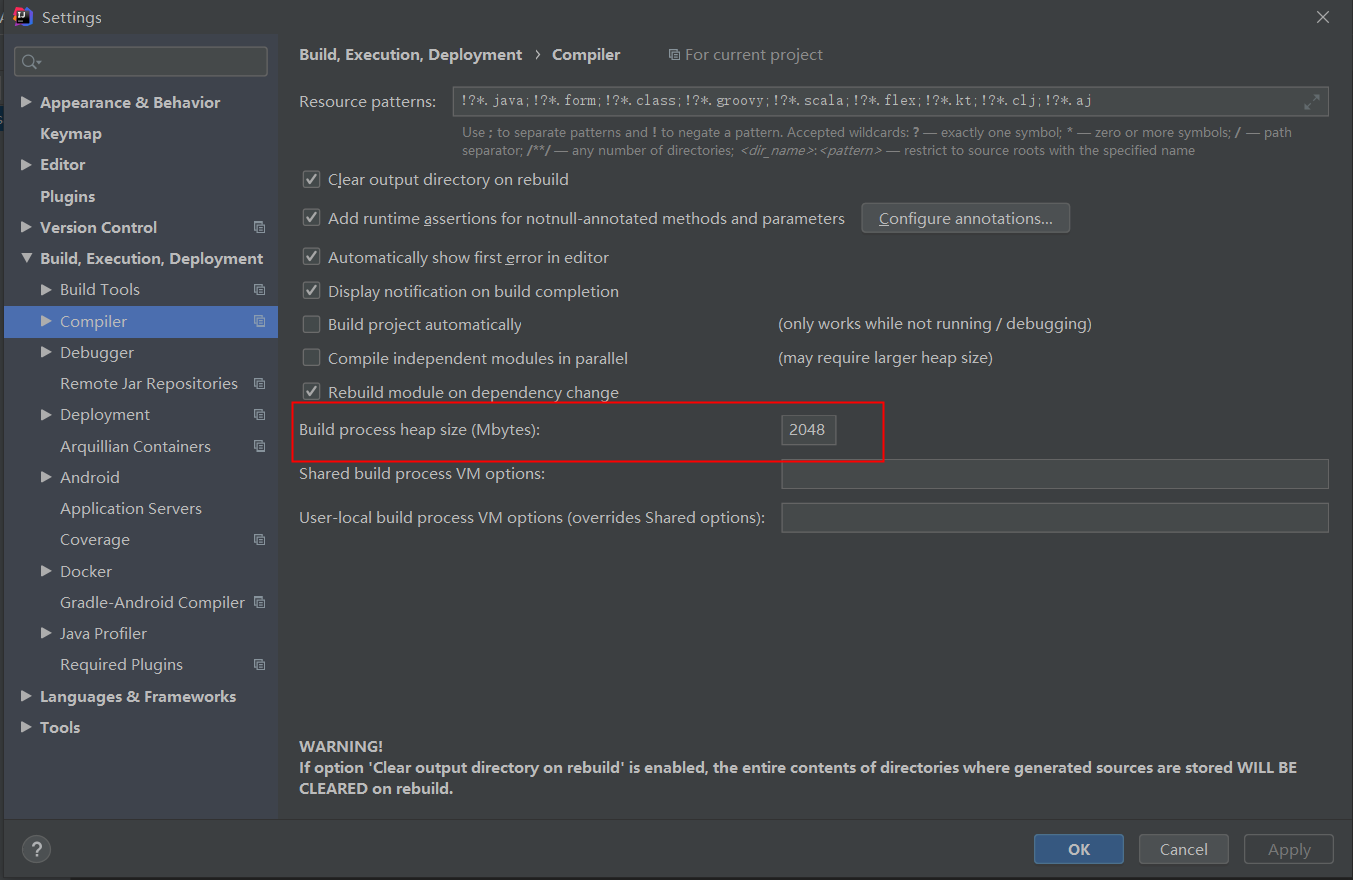 Settings
Build, Execution, Deployment › Compiler For current project
Appearance & Behavior
Keymap
Editor
Plugins
Version Control
Build, Execution, Deployment
Build Tools
Compiler
Debugger
Remote Jar Repositories
Deployment
Arquillian Containers
Android
Application Servers
Coverage
Docker
Gradle-Android Compiler
Java Profiler
Required Plugins
Languages & Frameworks
Tools
Resource patterns: !?*.java;!?*.form;!?*.class;!?*.groovy;!?*.scala;!?*.flex;!?*.kt;!?*.clj;!?*.aj
Use ; to separate patterns and ! to negate a pattern. Accepted wildcards: ? — exactly one symbol; * — zero or more symbols; / — path
separator; /**/ — any number of directories; <dir_name>:<pattern> — restrict to source roots with the specified name
Clear output directory on rebuild
Add runtime assertions for notnull-annotated methods and parameters Configure annotations...
Automatically show first error in editor
Display notification on build completion
Build project automatically (only works while not running / debugging)
Compile independent modules in parallel (may require larger heap size)
Rebuild module on dependency change
Build process heap size (Mbytes): 2048
Shared build process VM options:
User-local build process VM options (overrides Shared options):
WARNING!
If option 'Clear output directory on rebuild' is enabled, the entire contents of directories where generated sources are stored WILL BE
CLEARED on rebuild.
? OK Cancel Apply